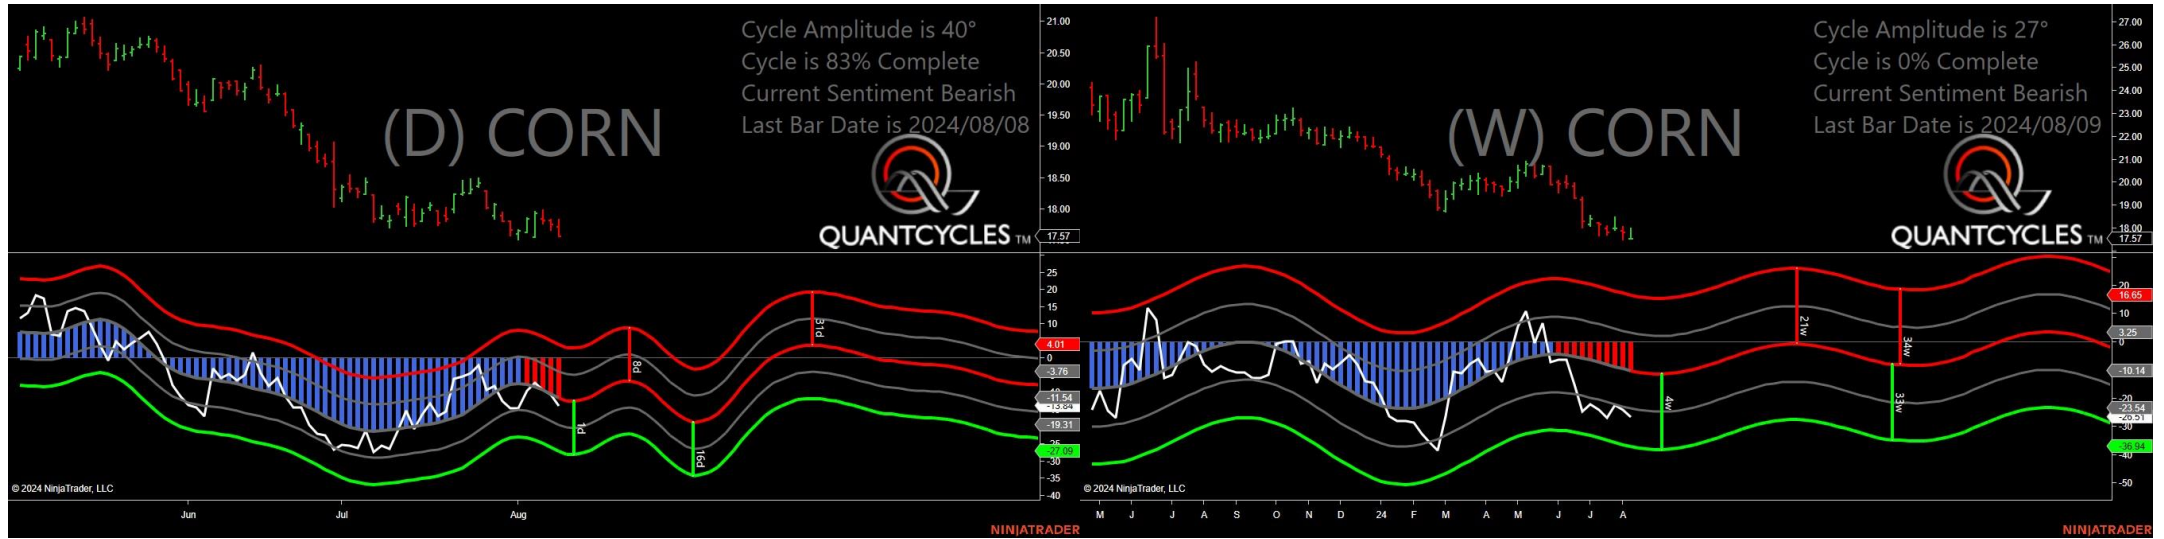 Cycle Amplitude is 40°
Cycle is 83% Complete
Current Sentiment Bearish
Last Bar Date is 2024/08/08
(D) CORN
QUANTCYCLES TM
21.00
20.50
20.00
19.50
19.00
18.50
18.00
17.57
25
20
15
10
4.01
0
-3.76
-11.54
-13.84
-19.31
-25
-27.09
-30
-35
-40
1d
8d
16d
31d
© 2024 NinjaTrader, LLC
Jun Jul Aug
NINJATRADER
Cycle Amplitude is 27°
Cycle is 0% Complete
Current Sentiment Bearish
Last Bar Date is 2024/08/09
(W) CORN
QUANTCYCLES TM
27.00
26.00
25.00
24.00
23.00
22.00
21.00
20.00
19.00
18.00
17.57
20
16.65
10
3.25
0
-10.14
-20
-23.54
-30
-36.94
-40
-50
4w
21w
33w
34w
© 2024 NinjaTrader, LLC
M J J A S O N D 24 F M A M J J A
NINJATRADER